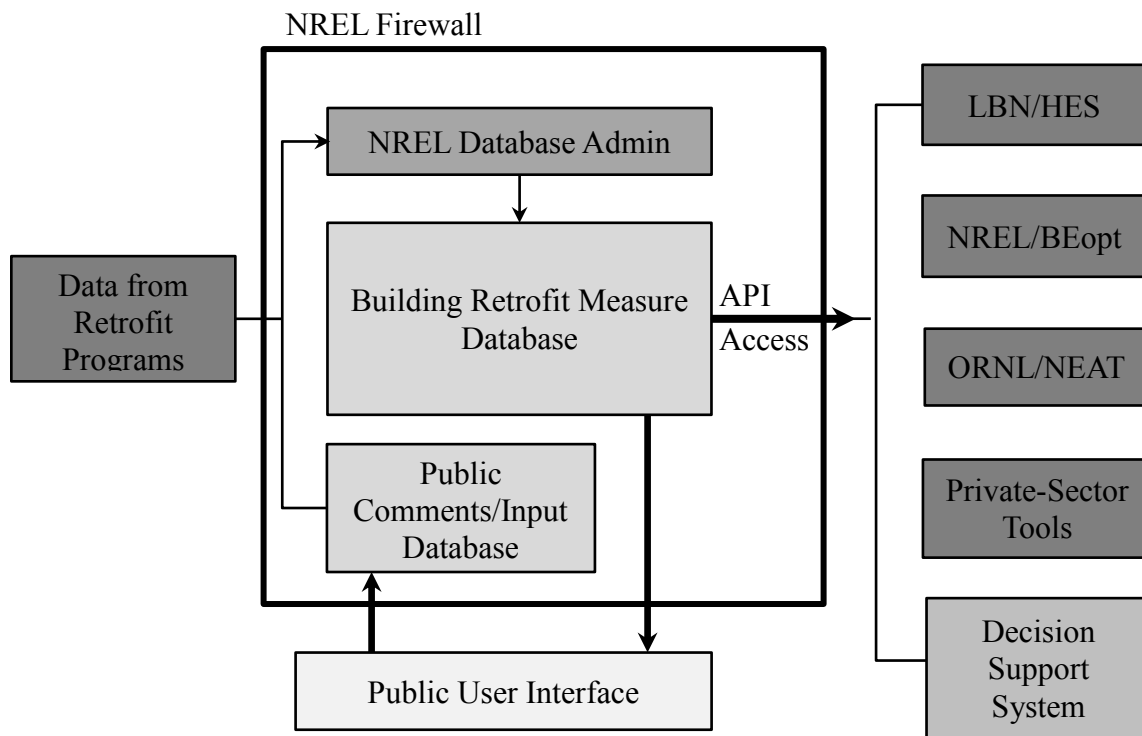 NREL Firewall
NREL Database Admin
Building Retrofit Measure
Database
API
Access
Data from
Retrofit
Programs
Public
Comments/Input
Database
Public User Interface
LBN/HES
NREL/BEopt
ORNL/NEAT
Private-Sector
Tools
Decision
Support
System